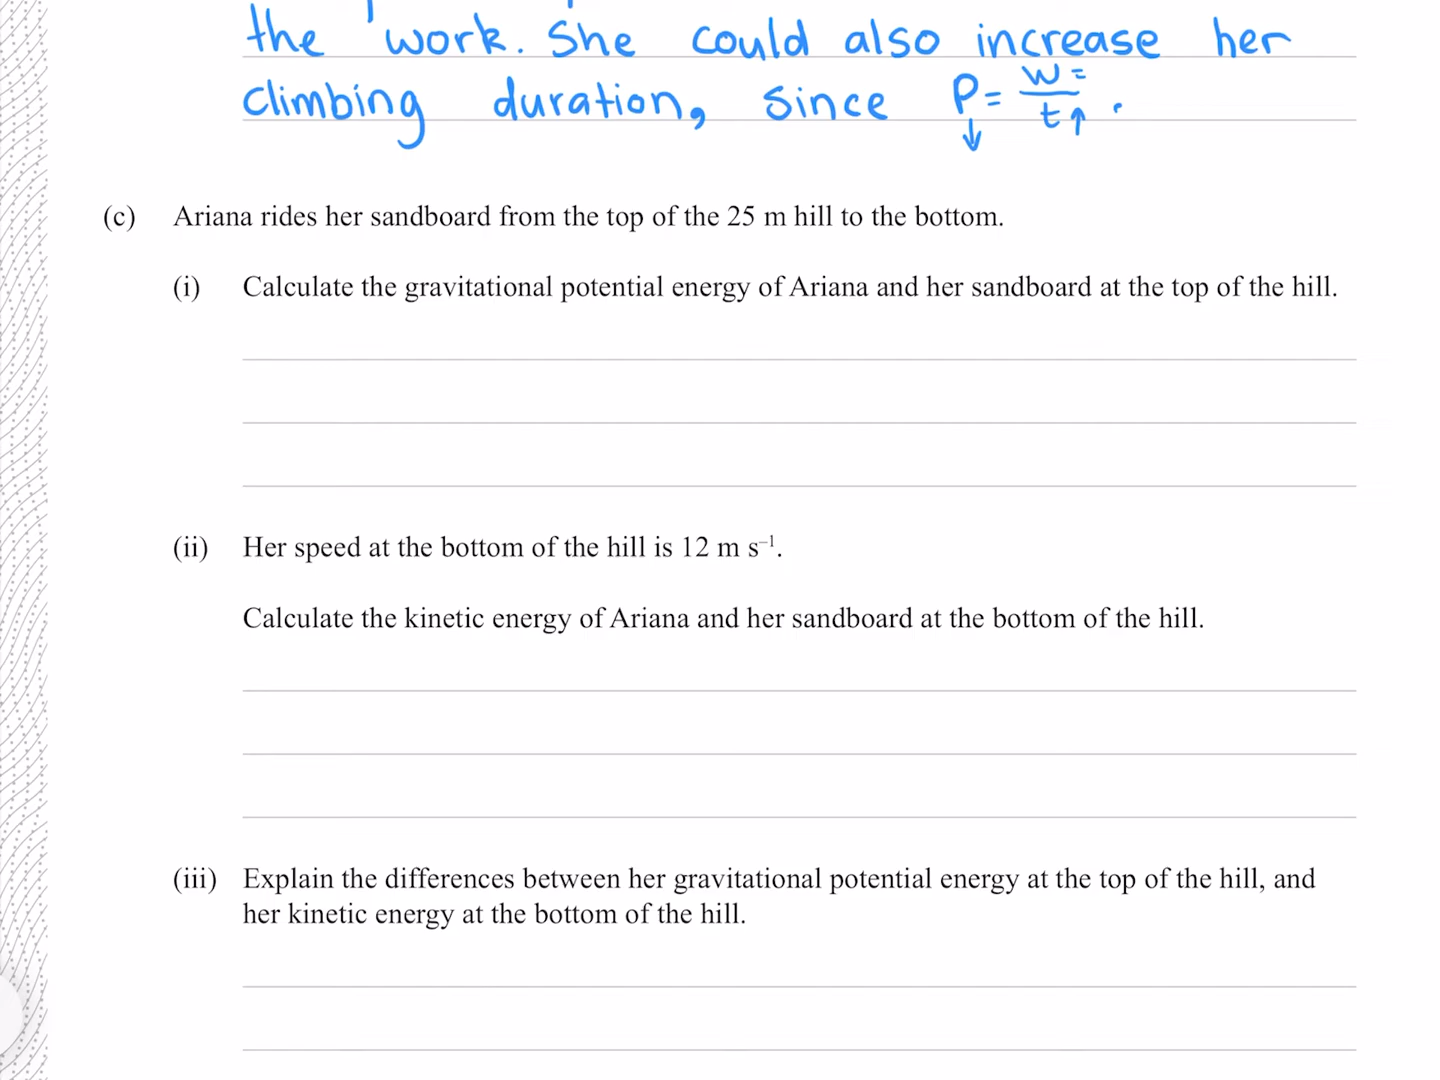 the work. She could also increase her
climbing duration, since P = W= / t↑ .
↓
(c) Ariana rides her sandboard from the top of the 25 m hill to the bottom.
(i) Calculate the gravitational potential energy of Ariana and her sandboard at the top of the hill.
(ii) Her speed at the bottom of the hill is 12 m s⁻¹.
Calculate the kinetic energy of Ariana and her sandboard at the bottom of the hill.
(iii) Explain the differences between her gravitational potential energy at the top of the hill, and
her kinetic energy at the bottom of the hill.